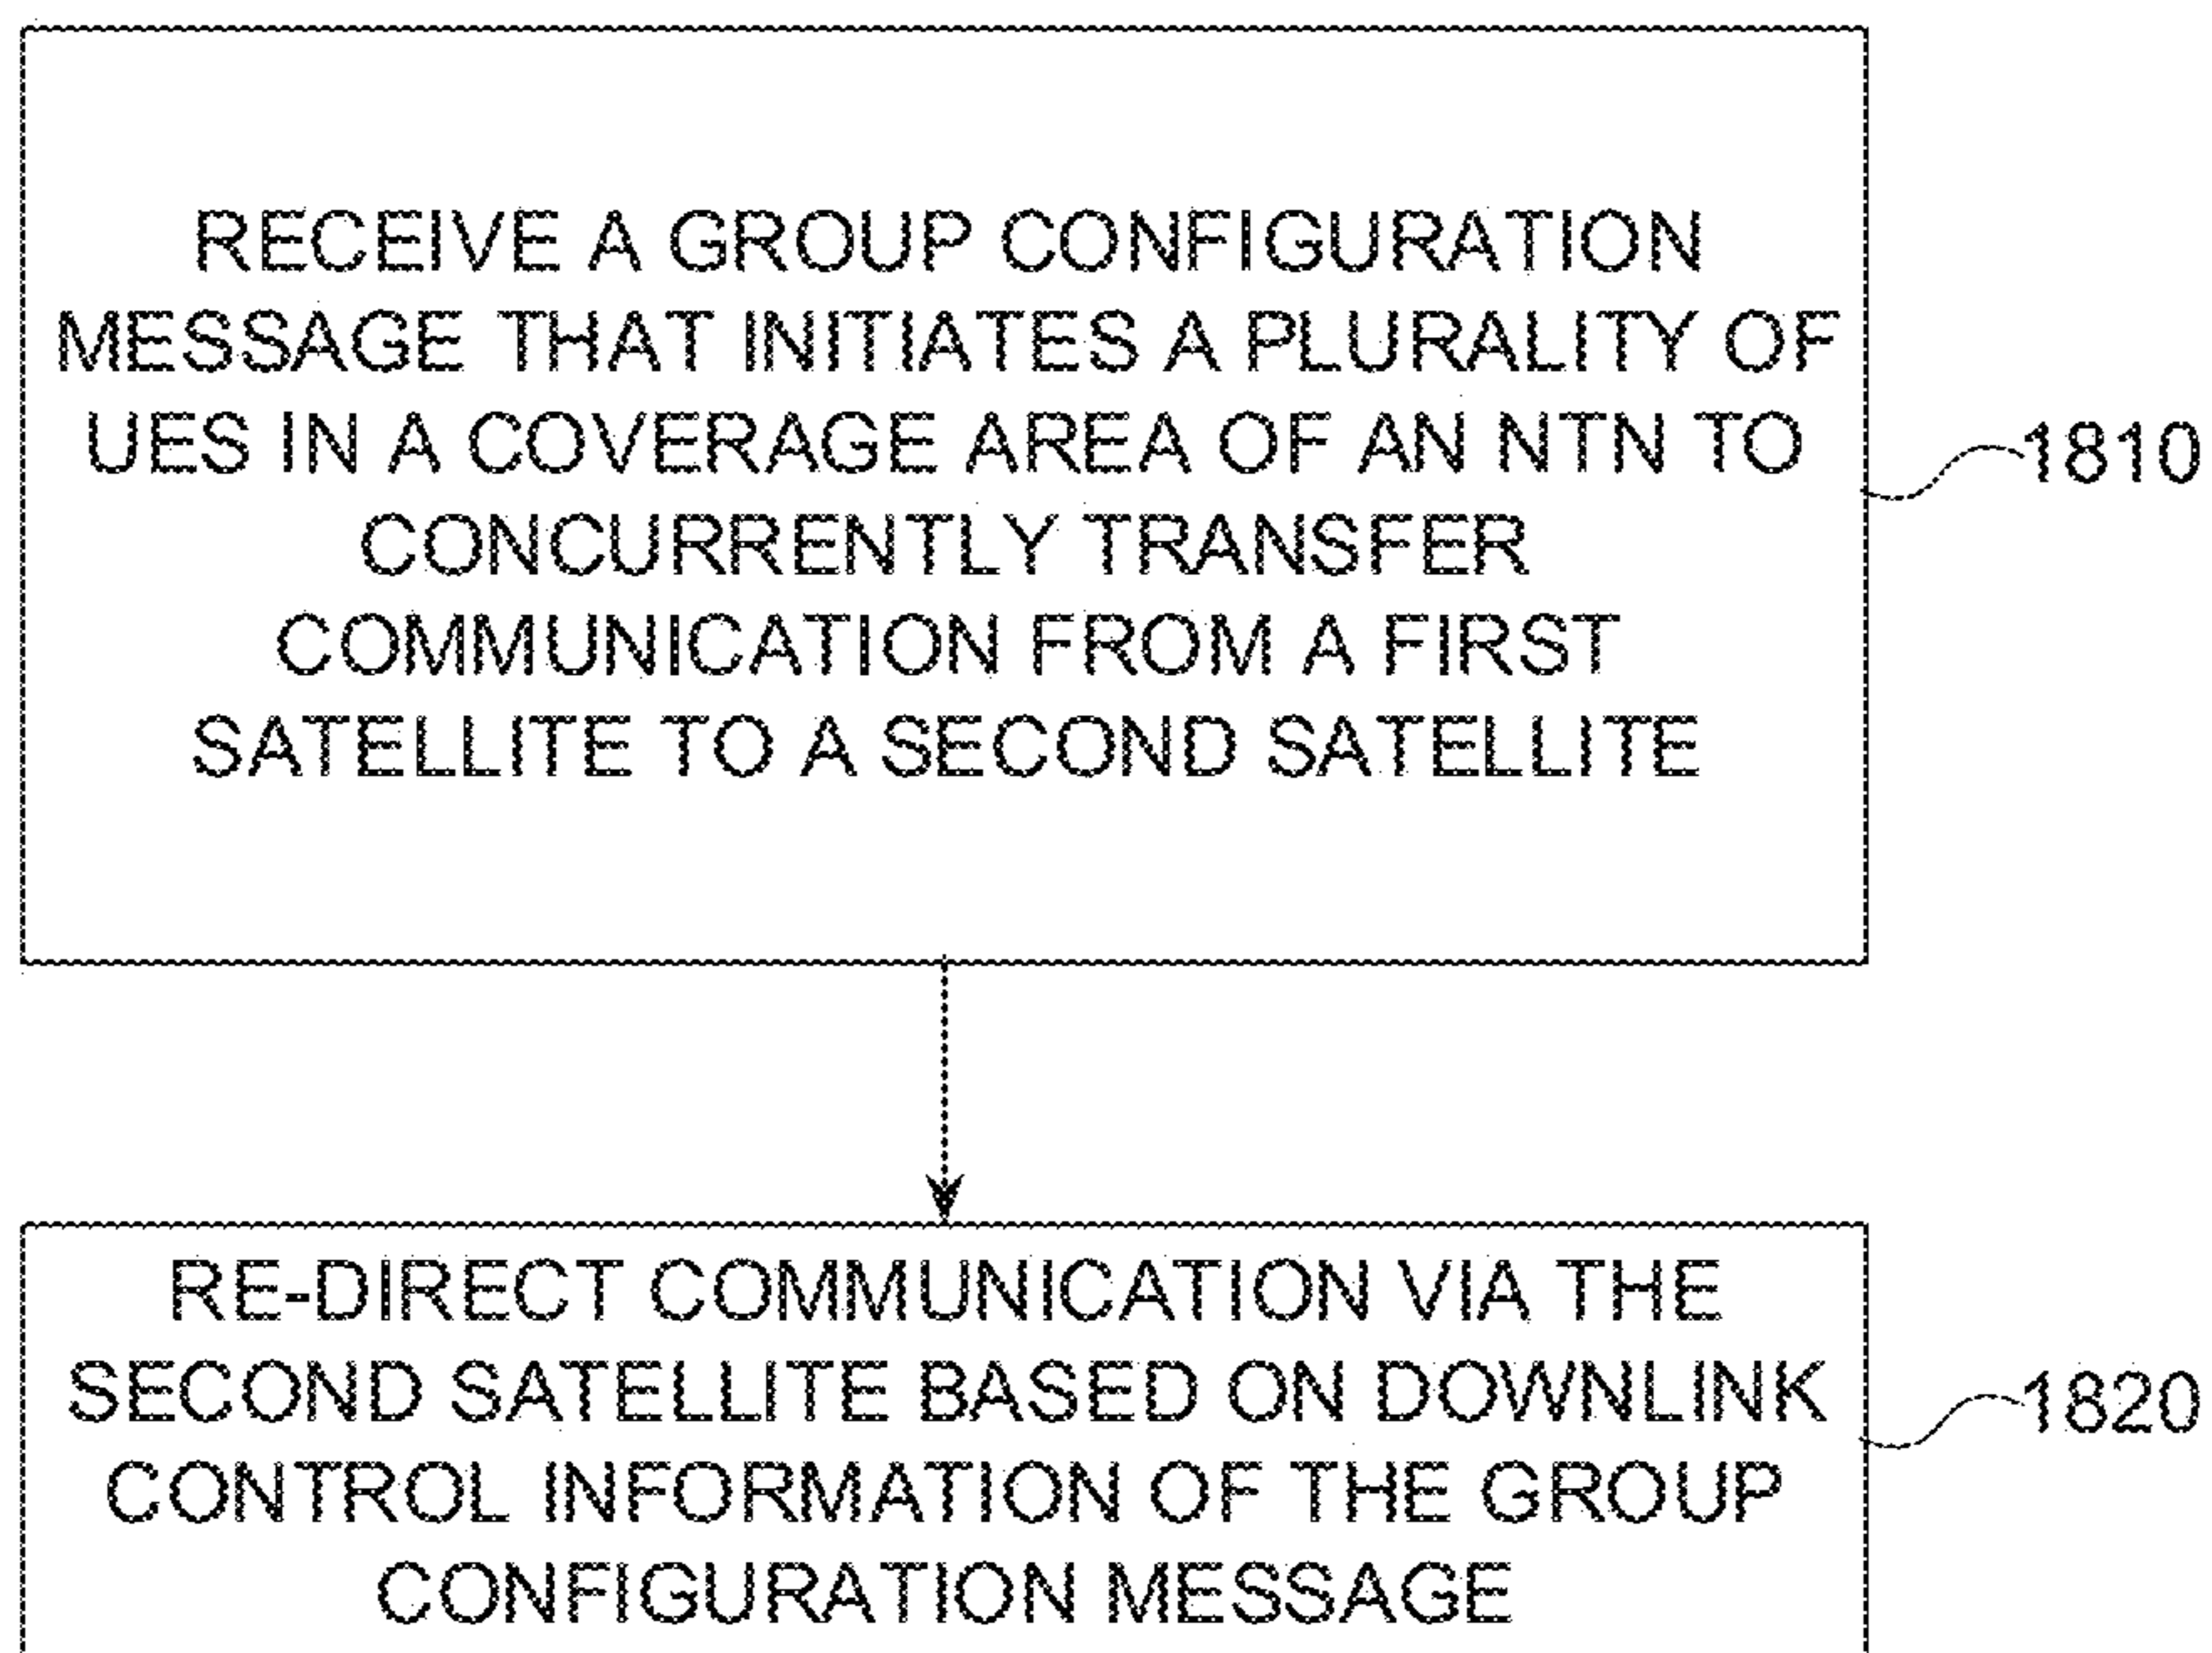 RECEIVE A GROUP CONFIGURATION
MESSAGE THAT INITIATES A PLURALITY OF
UES IN A COVERAGE AREA OF AN NTN TO
CONCURRENTLY TRANSFER
COMMUNICATION FROM A FIRST
SATELLITE TO A SECOND SATELLITE
1810
RE-DIRECT COMMUNICATION VIA THE
SECOND SATELLITE BASED ON DOWNLINK
CONTROL INFORMATION OF THE GROUP
CONFIGURATION MESSAGE
1820